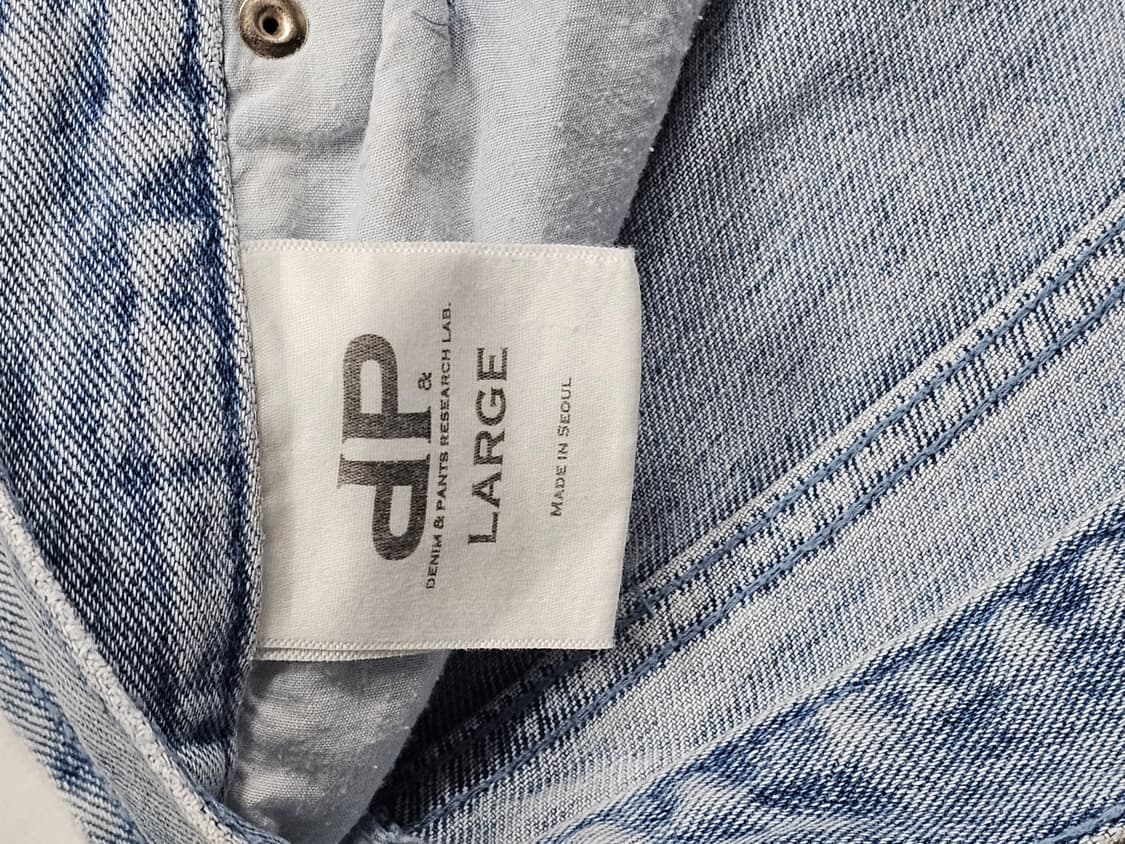 dp
&
DENIM & PANTS RESEARCH LAB.
LARGE
MADE IN SEOUL